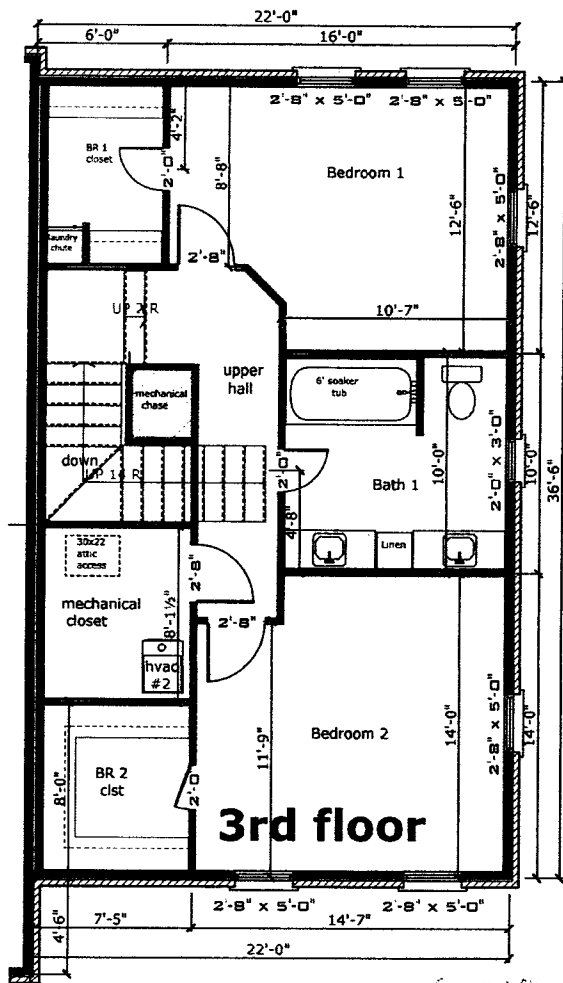 22'-0"
6'-0" 16'-0"
2'-8" x 5'-0" 2'-8" x 5'-0"
4'-2"
BR 1
closet
2'-0"
8'-8"
Bedroom 1
12'-6"
2'-8" x 5'-0"
12'-6"
laundry
chute
2'-8"
10'-7"
upper
hall
mechanical
chase
6' soaker
tub
down
UP 14 R
2'-0"
Bath 1
10'-0"
2'-0" x 3'-0"
10'-0"
36'-6"
4'-8"
Linen
30x22
attic
access
2'-8"
mechanical
closet
8'-1½"
2'-8"
hvac
#2
Bedroom 2
11'-9"
14'-0"
2'-8" x 5'-0"
14'-0"
BR 2
clst
8'-0"
2'-0"
3rd floor
2'-8" x 5'-0" 2'-8" x 5'-0"
4'-6"
7'-5" 14'-7"
22'-0"